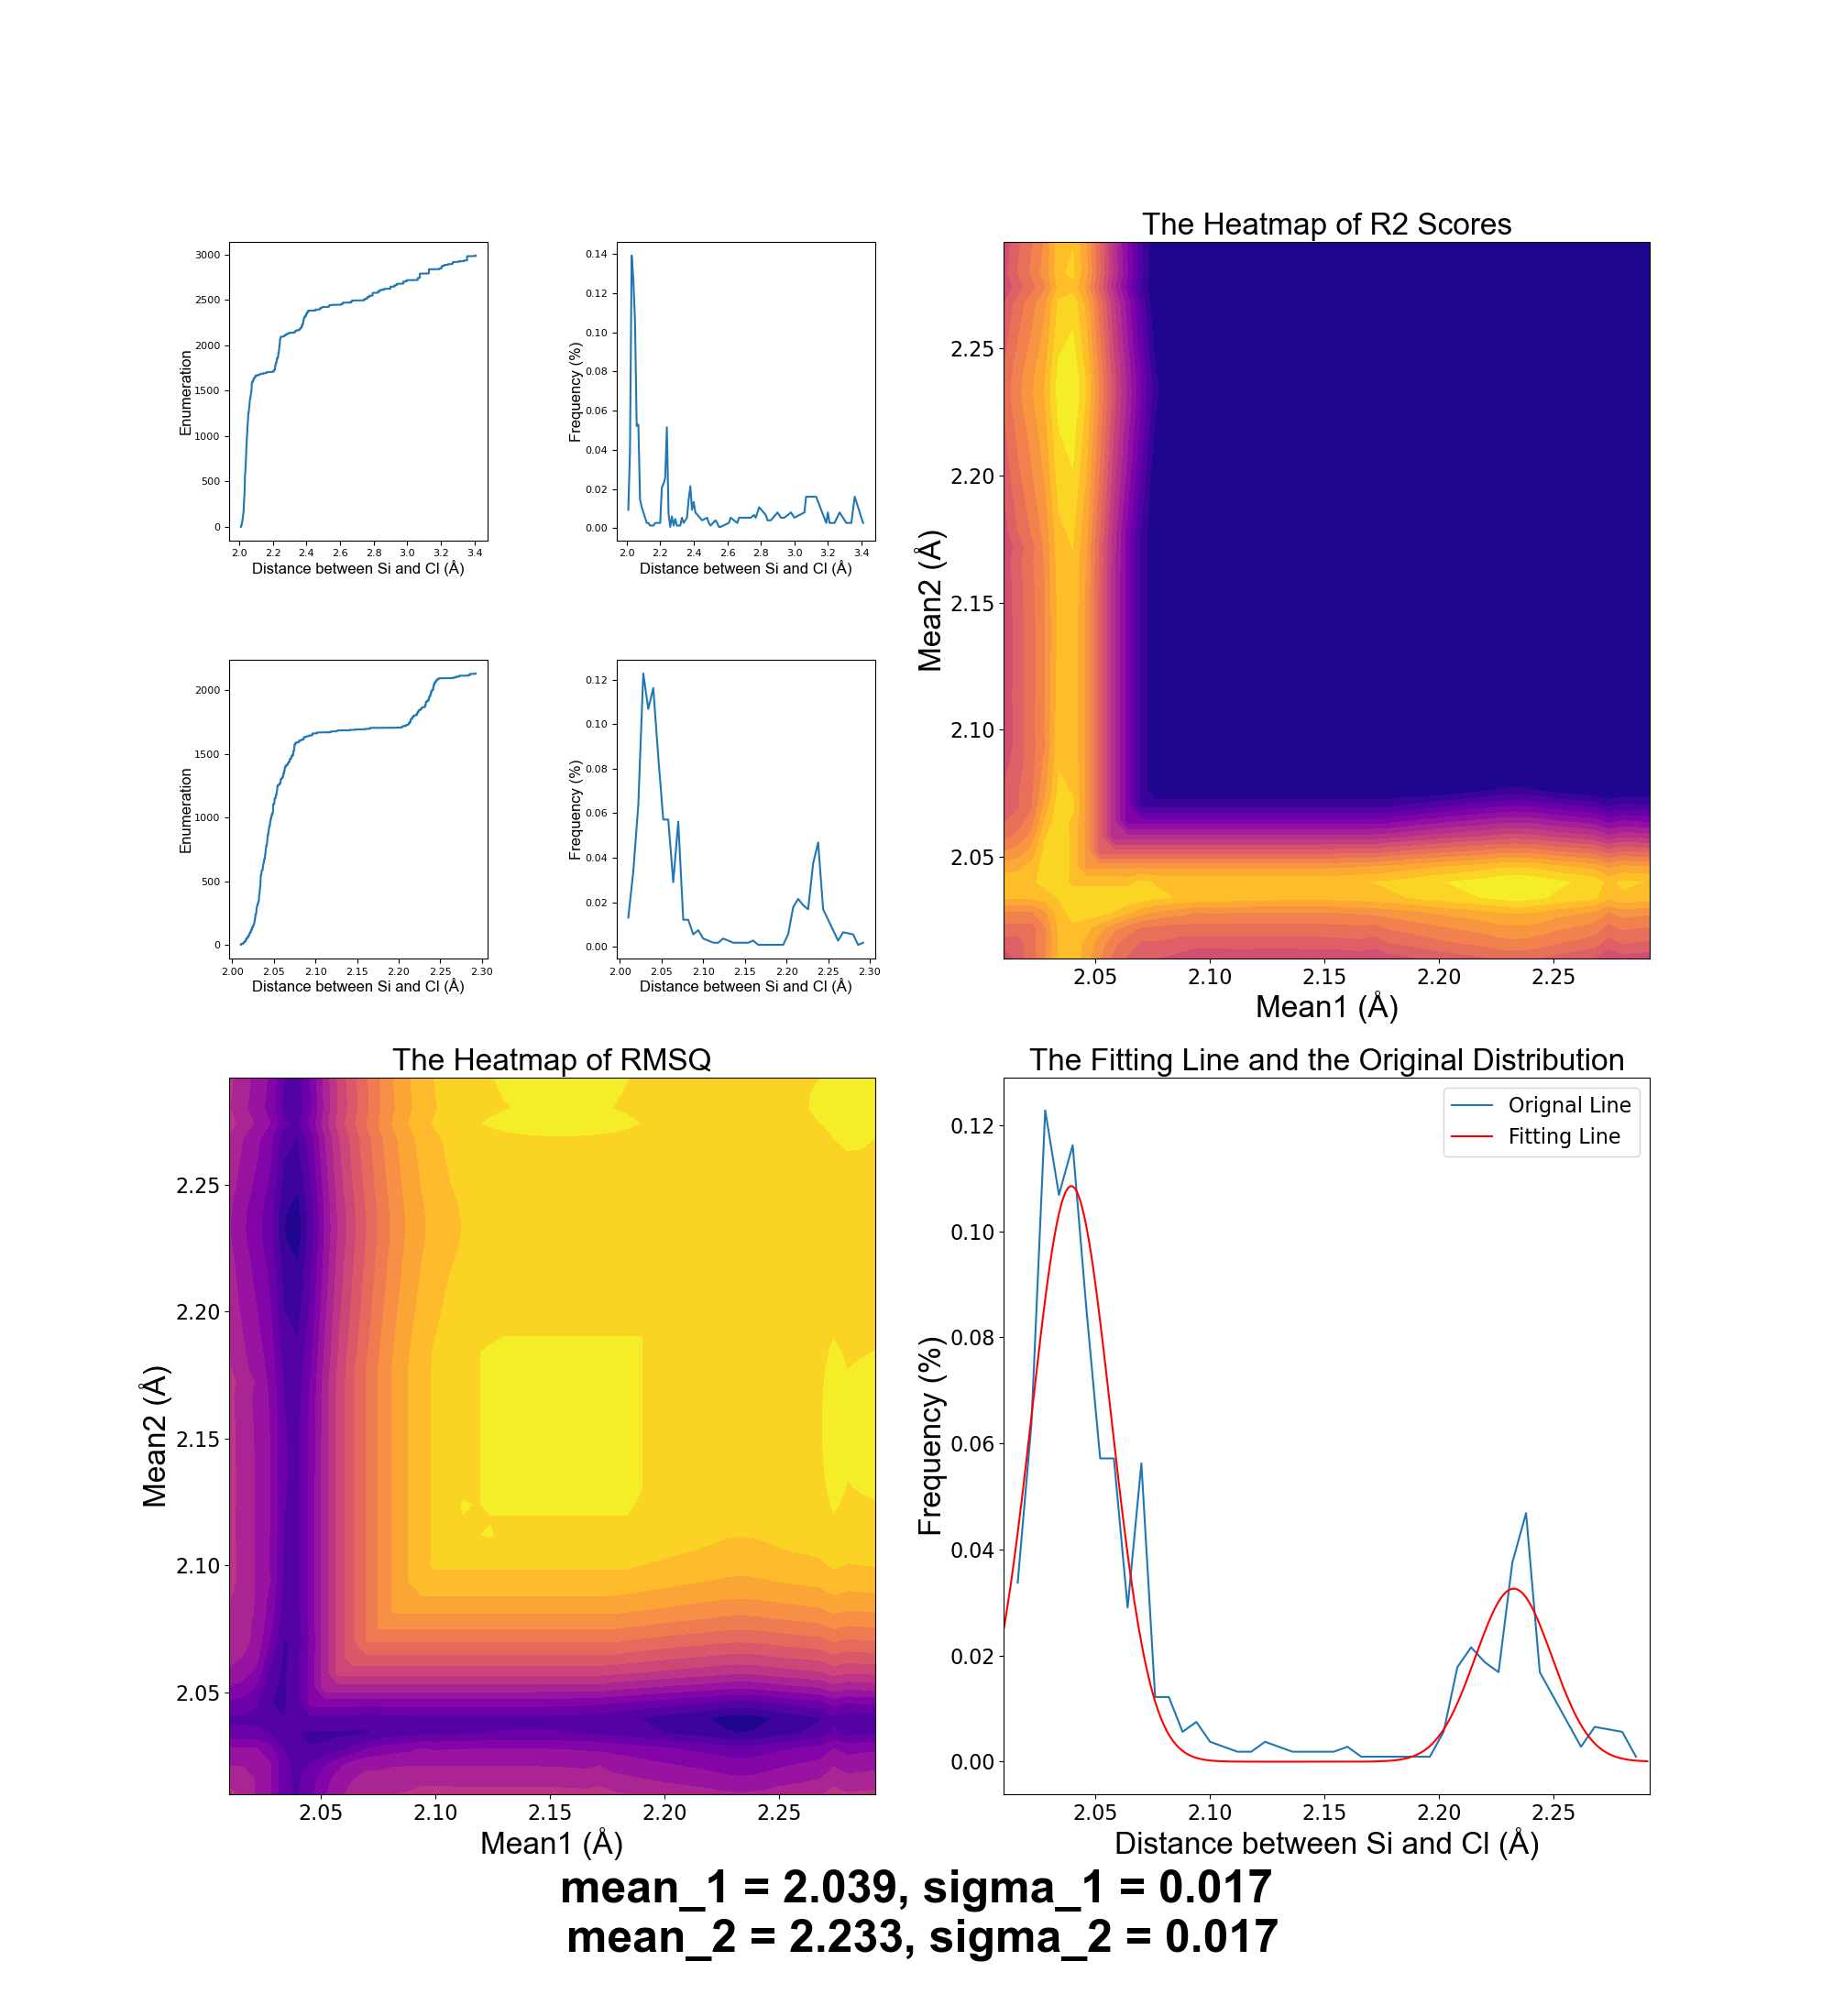 The Heatmap of R2 Scores
Enumeration
3000
2500
2000
1500
1000
500
0
2.0 2.2 2.4 2.6 2.8 3.0 3.2 3.4
Distance between Si and Cl (Å)
Frequency (%)
0.14
0.12
0.10
0.08
0.06
0.04
0.02
0.00
2.0 2.2 2.4 2.6 2.8 3.0 3.2 3.4
Distance between Si and Cl (Å)
Mean2 (Å)
2.25
2.20
2.15
2.10
2.05
2.05 2.10 2.15 2.20 2.25
Mean1 (Å)
Enumeration
2000
1500
1000
500
0
2.00 2.05 2.10 2.15 2.20 2.25 2.30
Distance between Si and Cl (Å)
Frequency (%)
0.12
0.10
0.08
0.06
0.04
0.02
0.00
2.00 2.05 2.10 2.15 2.20 2.25 2.30
Distance between Si and Cl (Å)
The Heatmap of RMSQ
Mean2 (Å)
2.25
2.20
2.15
2.10
2.05
2.05 2.10 2.15 2.20 2.25
Mean1 (Å)
The Fitting Line and the Original Distribution
Orignal Line
Fitting Line
Frequency (%)
0.12
0.10
0.08
0.06
0.04
0.02
0.00
2.05 2.10 2.15 2.20 2.25
Distance between Si and Cl (Å)
mean_1 = 2.039, sigma_1 = 0.017
mean_2 = 2.233, sigma_2 = 0.017